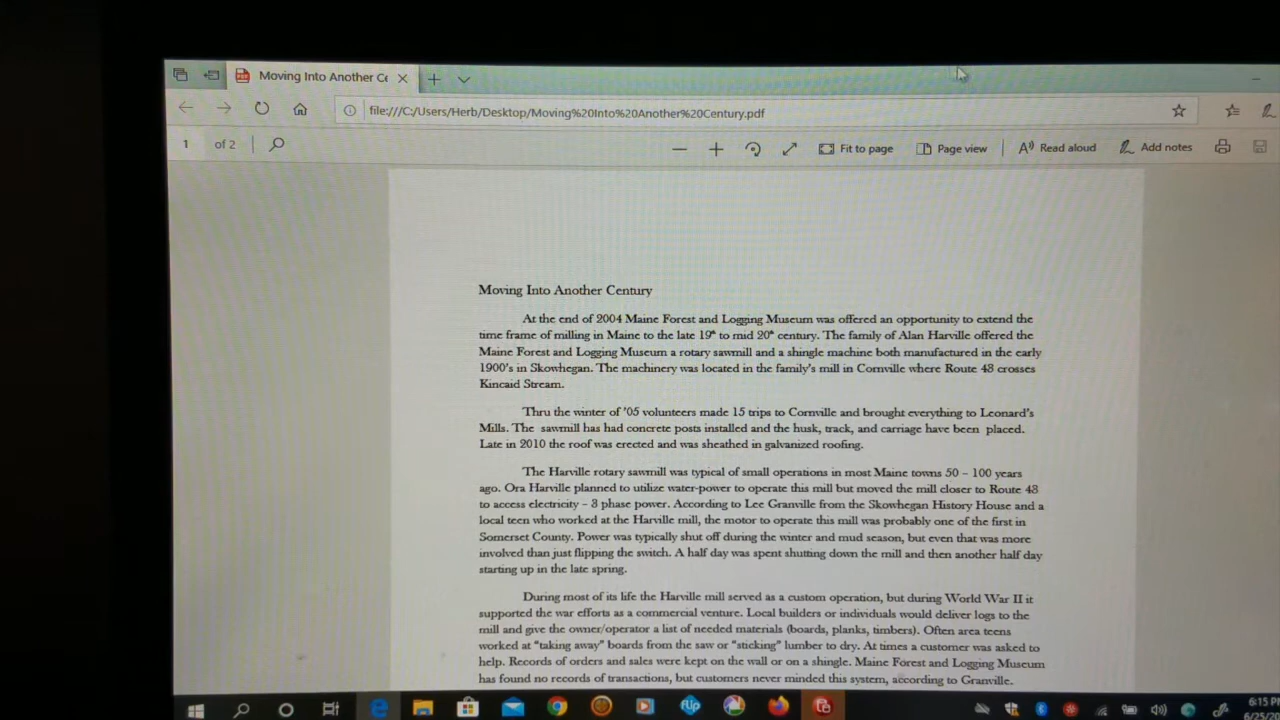 Moving Into Another Ce
file:///C:/Users/Herb/Desktop/Moving%20Into%20Another%20Century.pdf
1 of 2 Fit to page Page view Read aloud Add notes
Moving Into Another Century
At the end of 2004 Maine Forest and Logging Museum was offered an opportunity to extend the
time frame of milling in Maine to the late 19th to mid 20th century. The family of Alan Harville offered the
Maine Forest and Logging Museum a rotary sawmill and a shingle machine both manufactured in the early
1900's in Skowhegan. The machinery was located in the family's mill in Cornville where Route 43 crosses
Kincaid Stream.
Thru the winter of '05 volunteers made 15 trips to Cornville and brought everything to Leonard's
Mills. The sawmill has had concrete posts installed and the husk, track, and carriage have been placed.
Late in 2010 the roof was erected and was sheathed in galvanized roofing.
The Harville rotary sawmill was typical of small operations in most Maine towns 50 – 100 years
ago. Ora Harville planned to utilize water-power to operate this mill but moved the mill closer to Route 43
to access electricity – 3 phase power. According to Lee Granville from the Skowhegan History House and a
local teen who worked at the Harville mill, the motor to operate this mill was probably one of the first in
Somerset County. Power was typically shut off during the winter and mud season, but even that was more
involved than just flipping the switch. A half day was spent shutting down the mill and then another half day
starting up in the late spring.
During most of its life the Harville mill served as a custom operation, but during World War II it
supported the war efforts as a commercial venture. Local builders or individuals would deliver logs to the
mill and give the owner/operator a list of needed materials (boards, planks, timbers). Often area teens
worked at "taking away" boards from the saw or "sticking" lumber to dry. At times a customer was asked to
help. Records of orders and sales were kept on the wall or on a shingle. Maine Forest and Logging Museum
has found no records of transactions, but customers never minded this system, according to Granville.
flip
6:15 P
6/25/20